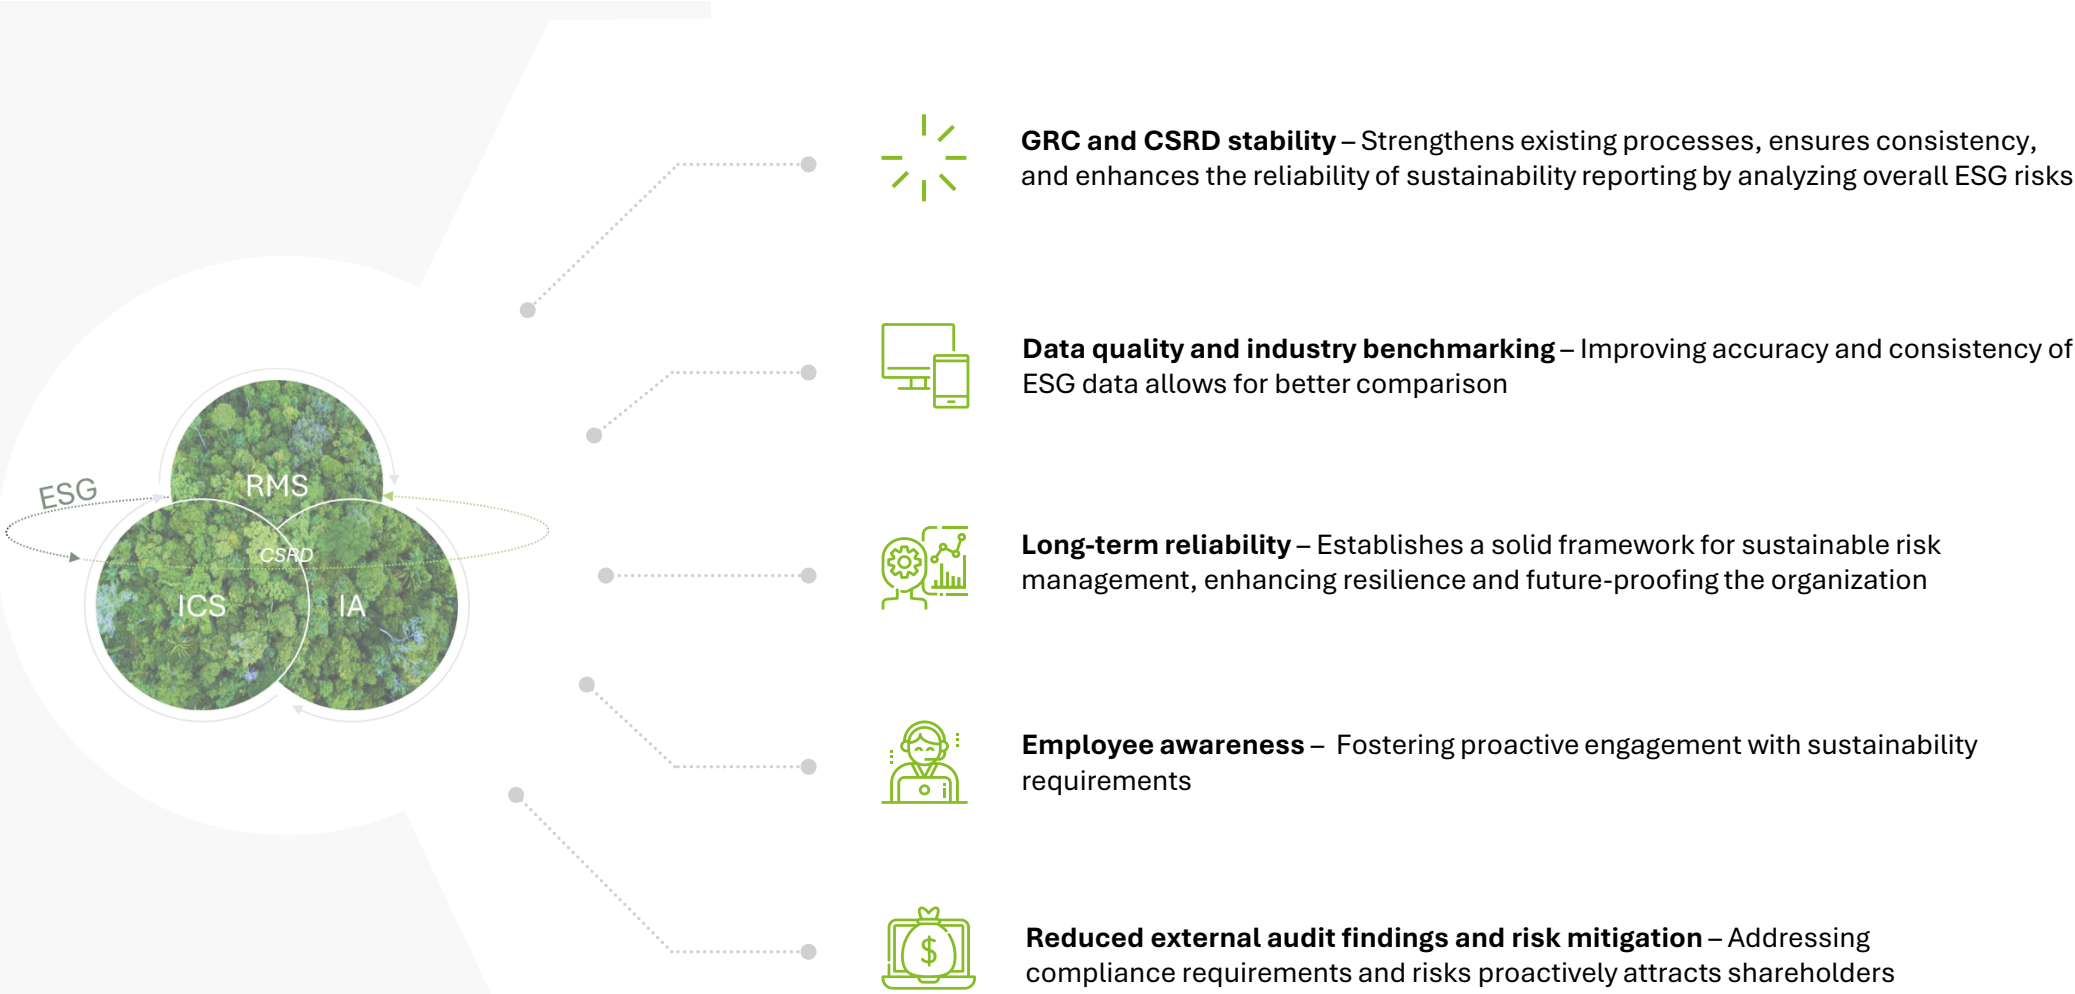 GRC and CSRD stability – Strengthens existing processes, ensures consistency,
and enhances the reliability of sustainability reporting by analyzing overall ESG risks
Data quality and industry benchmarking – Improving accuracy and consistency of
ESG data allows for better comparison
RMS
ESG
CSRD
ICS
IA
Long-term reliability – Establishes a solid framework for sustainable risk
management, enhancing resilience and future-proofing the organization
Employee awareness – Fostering proactive engagement with sustainability
requirements
$
Reduced external audit findings and risk mitigation – Addressing
compliance requirements and risks proactively attracts shareholders